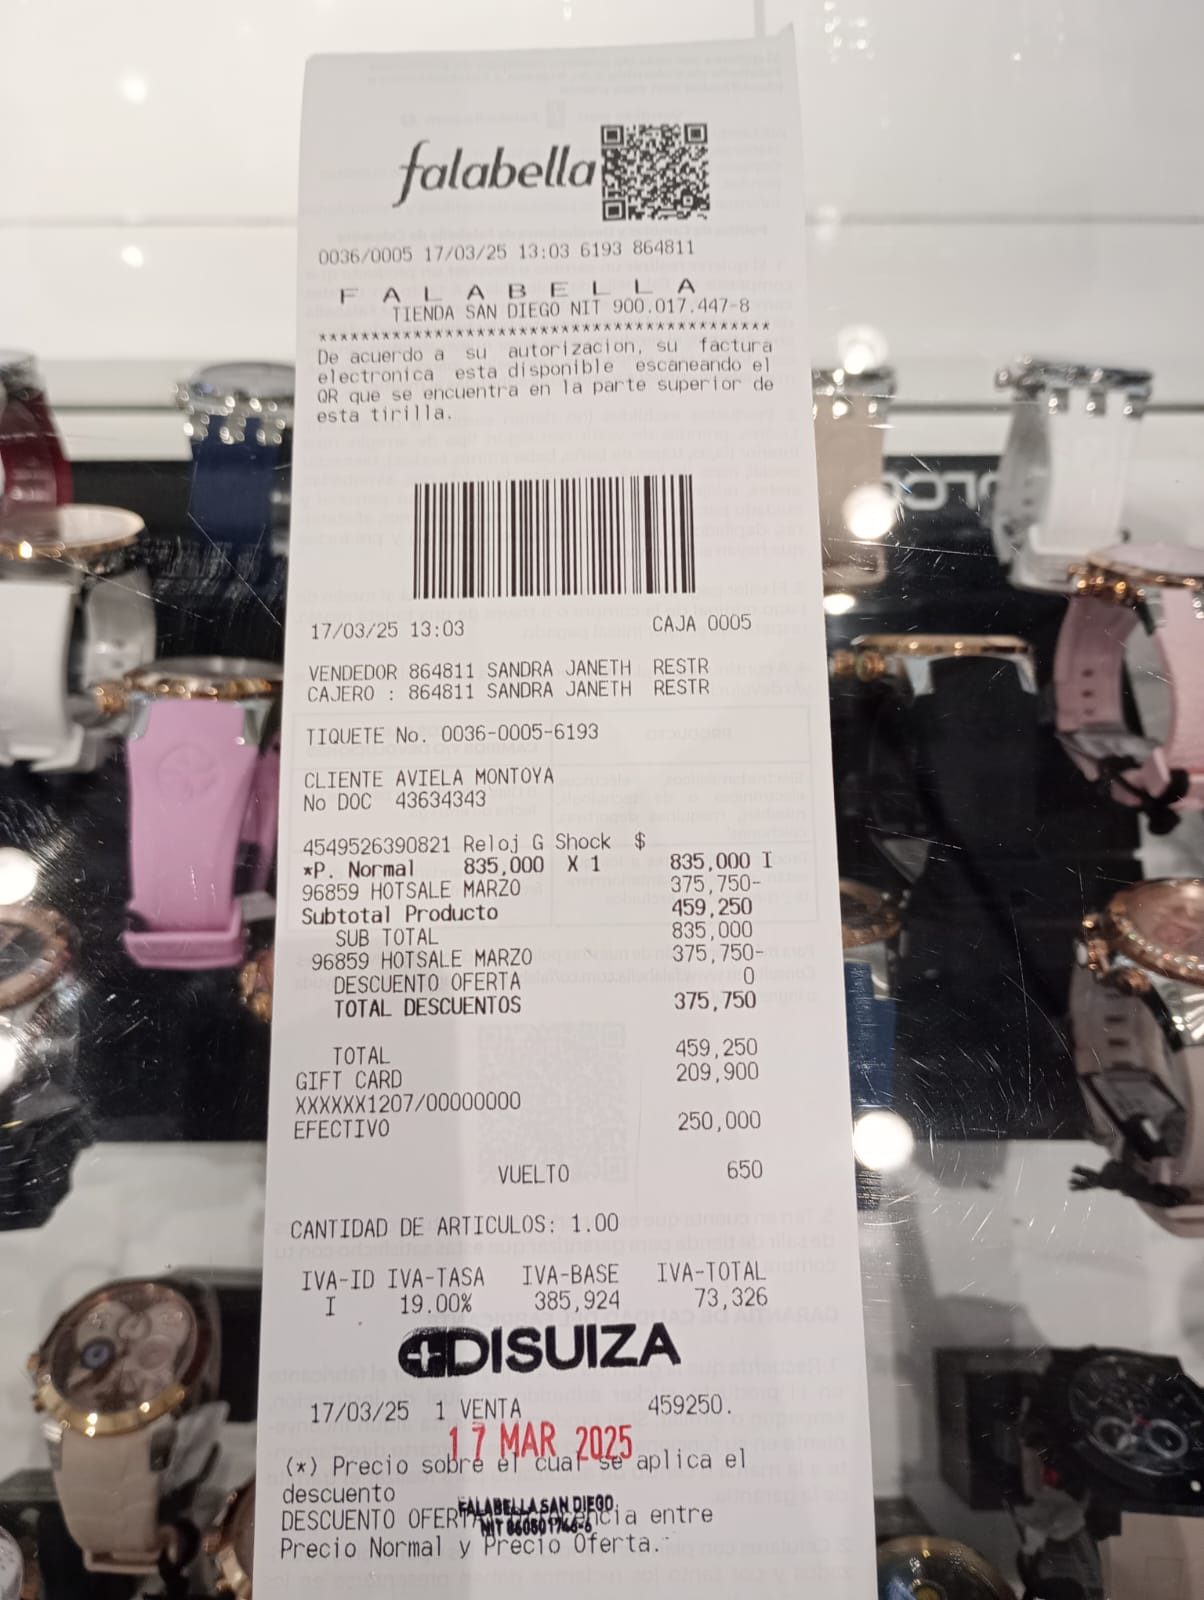 falabella
0036/0005 17/03/25 13:03 6193 864811
F A L A B E L L A
TIENDA SAN DIEGO NIT 900.017.447-8
*******************************************
De acuerdo a su autorizacion, su factura
electronica esta disponible escaneando el
QR que se encuentra en la parte superior de
esta tirilla.
17/03/25 13:03 CAJA 0005
VENDEDOR 864811 SANDRA JANETH RESTR
CAJERO : 864811 SANDRA JANETH RESTR
TIQUETE No. 0036-0005-6193
CLIENTE AVIELA MONTOYA
No DOC 43634343
4549526390821 Reloj G Shock $
*P. Normal 835,000 X 1 835,000 I
96859 HOTSALE MARZO 375,750-
Subtotal Producto 459,250
SUB TOTAL 835,000
96859 HOTSALE MARZO 375,750-
DESCUENTO OFERTA 0
TOTAL DESCUENTOS 375,750
TOTAL 459,250
GIFT CARD 209,900
XXXXXX1207/00000000
EFECTIVO 250,000
VUELTO 650
CANTIDAD DE ARTICULOS: 1.00
IVA-ID IVA-TASA IVA-BASE IVA-TOTAL
I 19.00% 385,924 73,326
DISUIZA
17/03/25 1 VENTA 459250.
17 MAR 2025
(*) Precio sobre el cual se aplica el
descuento
FALABELLA SAN DIEGO
DESCUENTO OFERTA entre
Precio Normal y Precio Oferta.